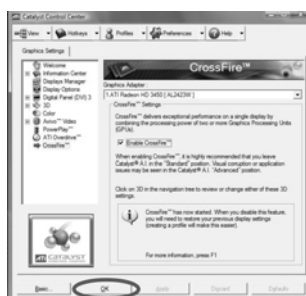 Catalyst Control Center
View
Hotkeys
Profiles
Preferences
Help
Graphics Settings
Welcome
Information Center
Displays Manager
Display Options
Digital Panel (DVI) 3
3D
Color
Avivo™ Video
PowerPlay™
ATI Overdrive™
CrossFire™
CrossFire™
Graphics Adapter :
1.ATI Radeon HD 3450 [ AL2423W ]
CrossFire™ Settings
CrossFire™ delivers exceptional performance on a single display by
combining the processing power of two or more Graphics Processing Units
(GPUs).
Enable CrossFire™
When enabling CrossFire™, it is highly recommended that you leave
Catalyst® A.I. in the "Standard" position. Visual corruption or application
issues may be seen in the Catalyst® A.I. "Advanced" position.
Click on 3D in the navigation tree to review or change either of these 3D
settings.
CrossFire™ has now started. When you disable this feature,
you will need to restore your previous display settings
(creating a profile will make this easier).
For more information, press F1
ATI CATALYST
Basic...
OK
Apply
Discard
Defaults